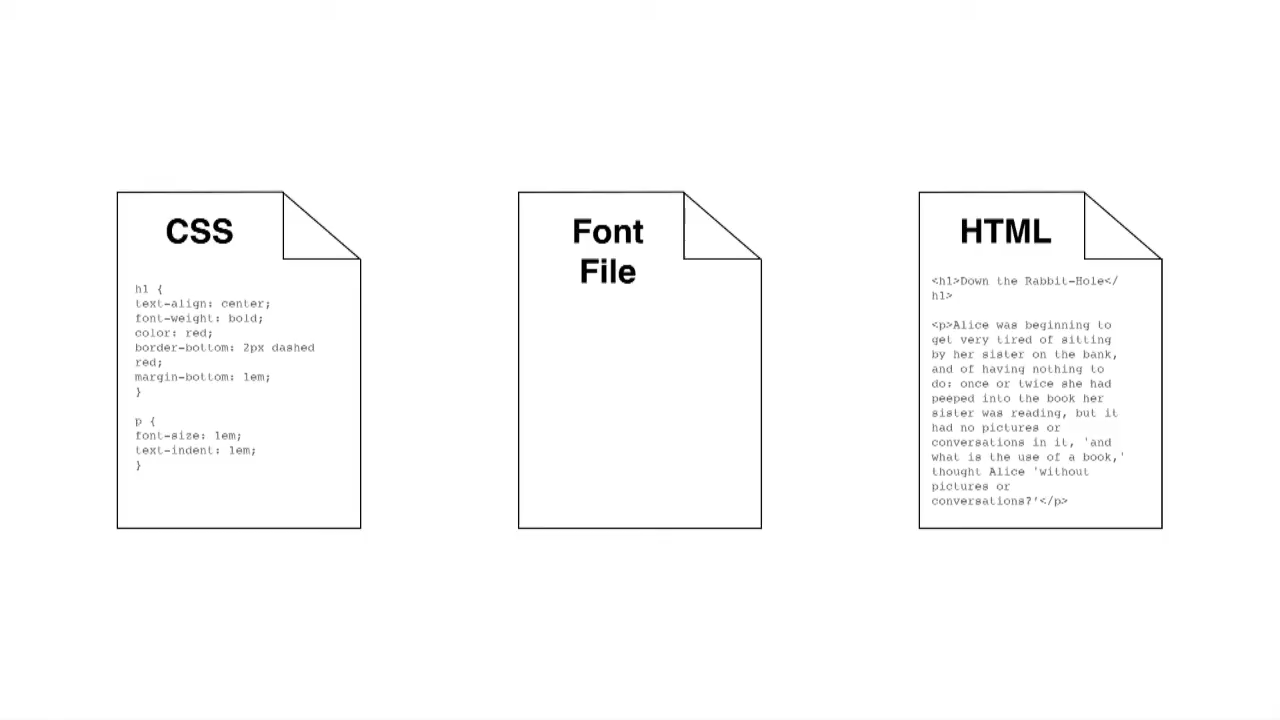 CSS
h1 {
text-align: center;
font-weight: bold;
color: red;
border-bottom: 2px dashed
red;
margin-bottom: 1em;
}
p {
font-size: 1em;
text-indent: 1em;
}
Font
File
HTML
<h1>Down the Rabbit-Hole</
h1>
<p>Alice was beginning to
get very tired of sitting
by her sister on the bank,
and of having nothing to
do: once or twice she had
peeped into the book her
sister was reading, but it
had no pictures or
conversations in it, 'and
what is the use of a book,'
thought Alice 'without
pictures or
conversations?'</p>